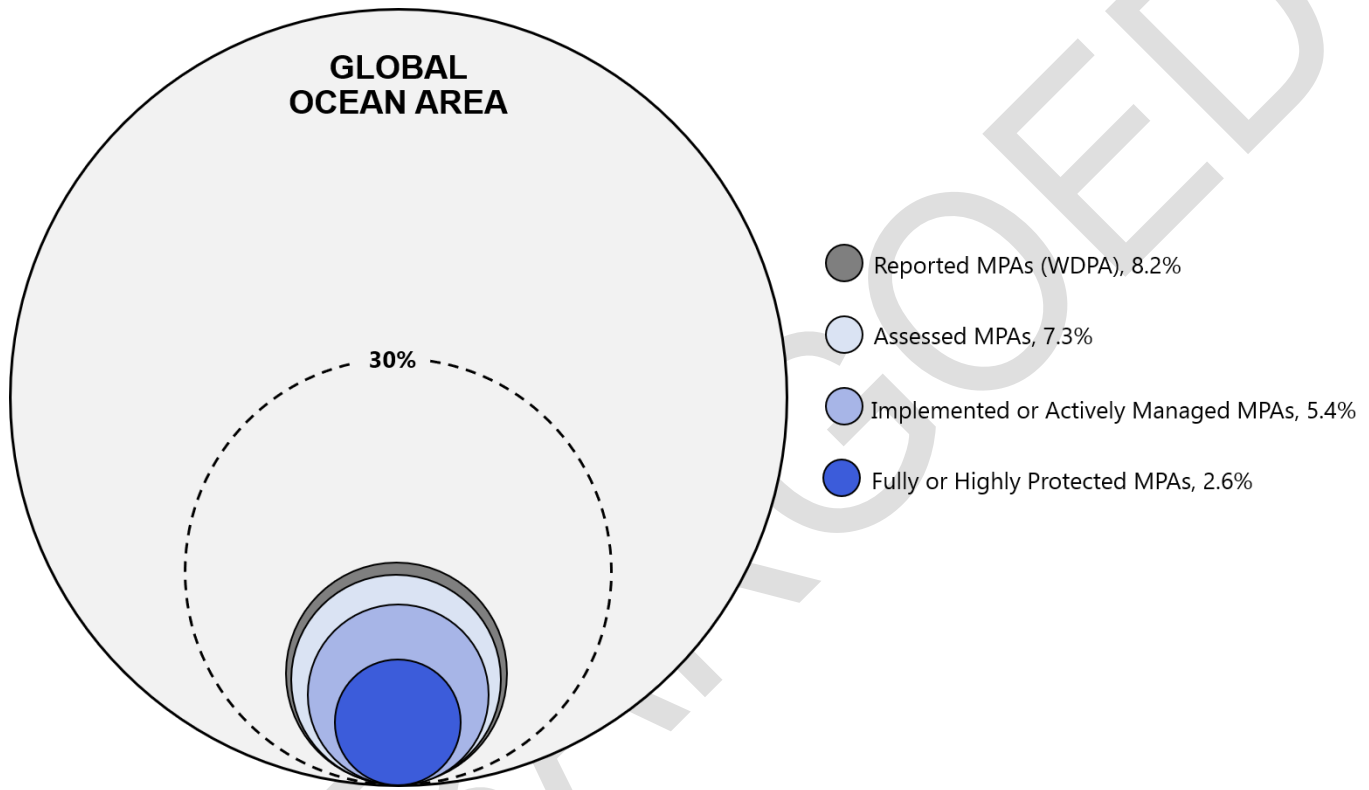 GLOBAL
OCEAN AREA
30%
Reported MPAs (WDPA), 8.2%
Assessed MPAs, 7.3%
Implemented or Actively Managed MPAs, 5.4%
Fully or Highly Protected MPAs, 2.6%